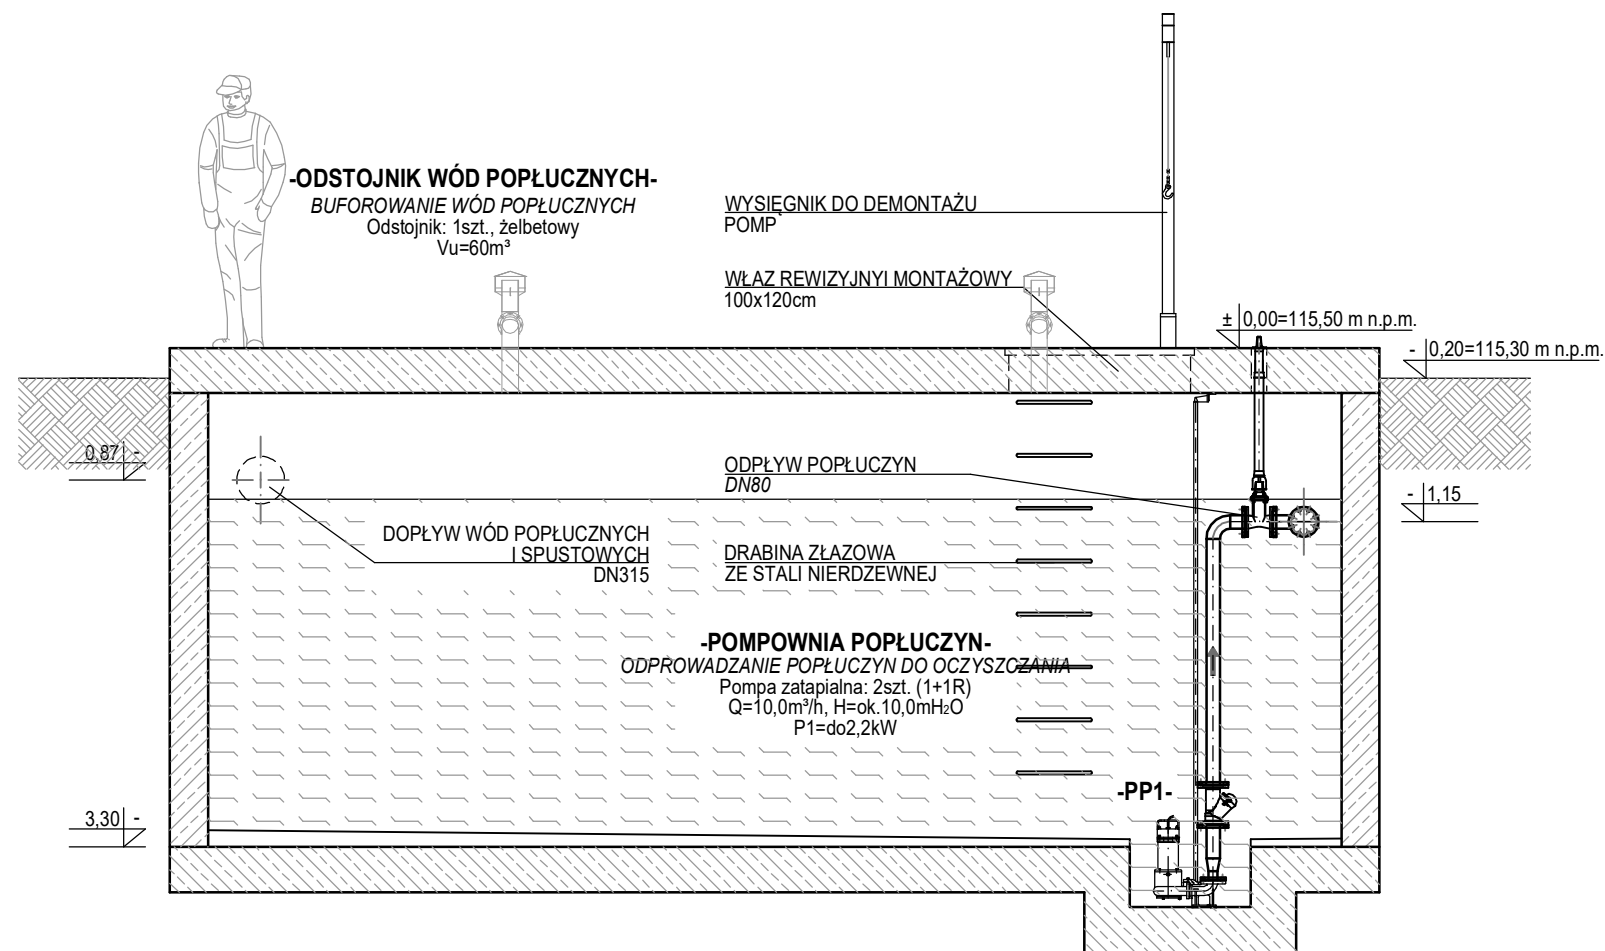 -ODSTOJNIK WÓD POPŁUCZNYCH-
BUFOROWANIE WÓD POPŁUCZNYCH
Odstojnik: 1szt., żelbetowy
Vu=60m³
WYSIĘGNIK DO DEMONTAŻU
POMP
WŁAZ REWIZYJNYI MONTAŻOWY
100x120cm
± 0,00=115,50 m n.p.m.
- 0,20=115,30 m n.p.m.
0,87 -
ODPŁYW POPŁUCZYN
DN80
- 1,15
DOPŁYW WÓD POPŁUCZNYCH
I SPUSTOWYCH
DN315
DRABINA ZŁAZOWA
ZE STALI NIERDZEWNEJ
-POMPOWNIA POPŁUCZYN-
ODPROWADZANIE POPŁUCZYN DO OCZYSZCZANIA
Pompa zatapialna: 2szt. (1+1R)
Q=10,0m³/h, H=ok.10,0mH₂O
P1=do2,2kW
-PP1-
3,30 -